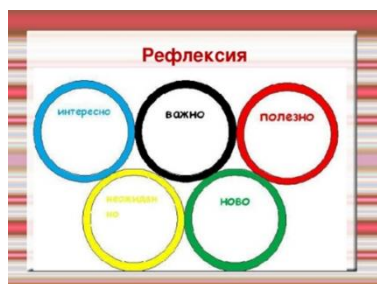 Рефлексия
интересно
важно
полезно
неожидан
но
ново